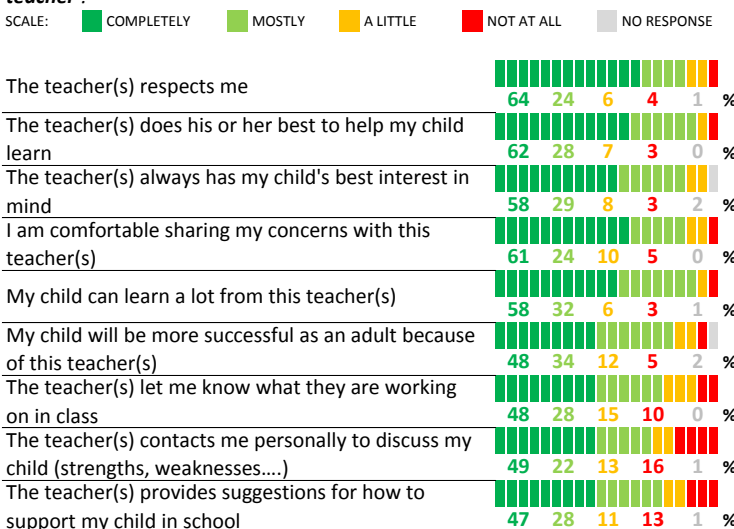 teacher .
SCALE: COMPLETELY MOSTLY A LITTLE NOT AT ALL NO RESPONSE
The teacher(s) respects me
64 24 6 4 1 %
The teacher(s) does his or her best to help my child
learn
62 28 7 3 0 %
The teacher(s) always has my child's best interest in
mind
58 29 8 3 2 %
I am comfortable sharing my concerns with this
teacher(s)
61 24 10 5 0 %
My child can learn a lot from this teacher(s)
58 32 6 3 1 %
My child will be more successful as an adult because
of this teacher(s)
48 34 12 5 2 %
The teacher(s) let me know what they are working
on in class
48 28 15 10 0 %
The teacher(s) contacts me personally to discuss my
child (strengths, weaknesses....)
49 22 13 16 1 %
The teacher(s) provides suggestions for how to
support my child in school
47 28 11 13 1 %